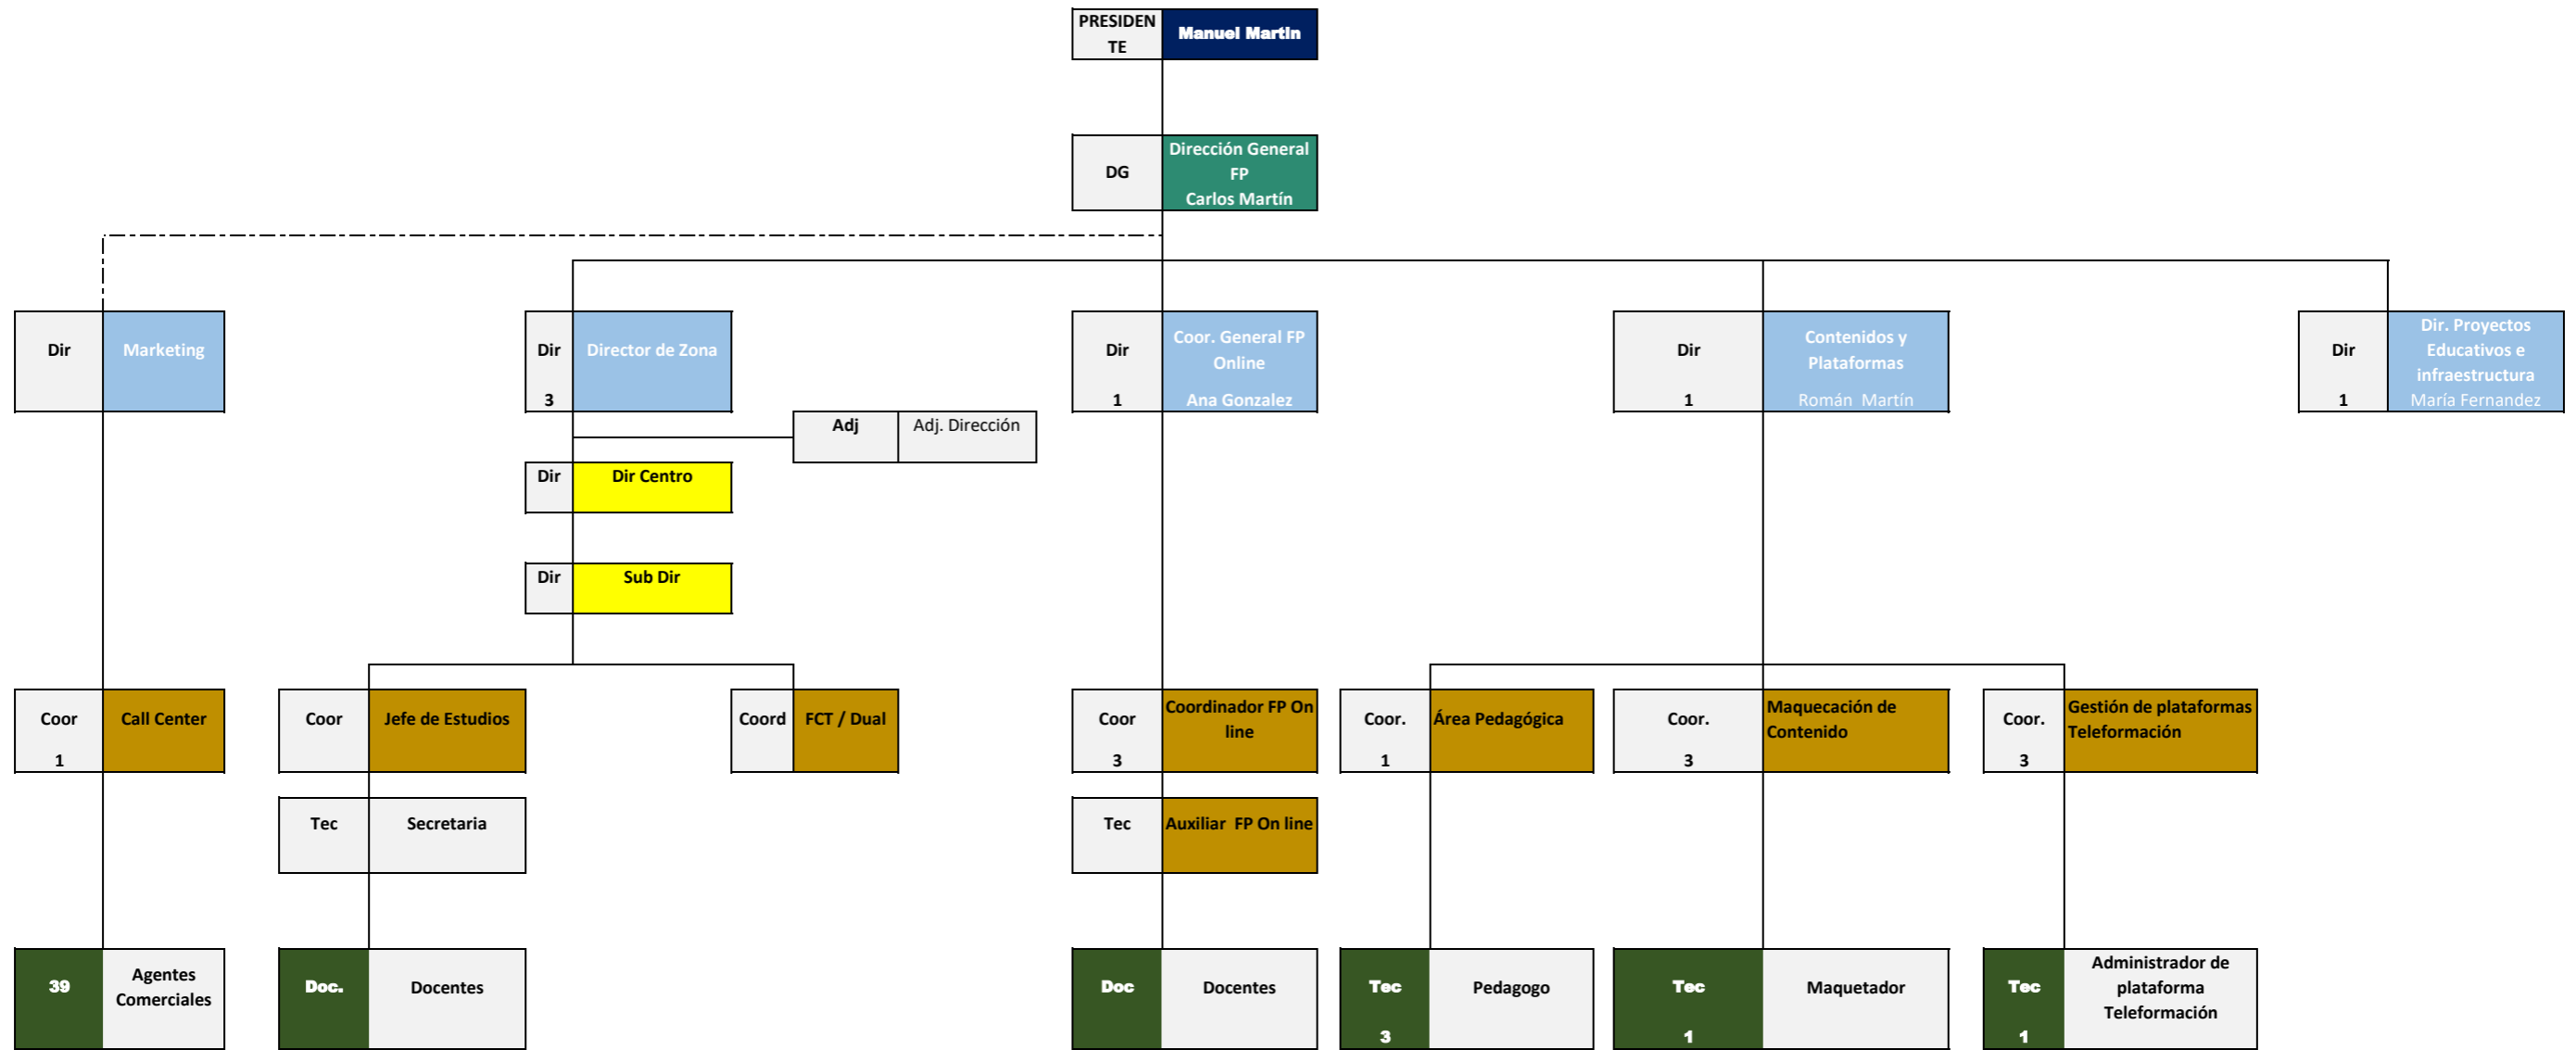 PRESIDEN
TE
Manuel Martin
DG
Dirección General
FP
Carlos Martín
Dir
Marketing
Dir
3
Director de Zona
Dir
1
Coor. General FP
Online
Ana Gonzalez
Dir
1
Contenidos y
Plataformas
Román Martín
Dir
1
Dir. Proyectos
Educativos e
infraestructura
María Fernandez
Adj
Adj. Dirección
Dir
Dir Centro
Dir
Sub Dir
Coor
1
Call Center
Coor
Jefe de Estudios
Coord
FCT / Dual
Coor
3
Coordinador FP On
line
Coor.
1
Área Pedagógica
Coor.
3
Maquecación de
Contenido
Coor.
3
Gestión de plataformas
Teleformación
Tec
Secretaria
Tec
Auxiliar FP On line
39
Agentes
Comerciales
Doc.
Docentes
Doc
Docentes
Tec
3
Pedagogo
Tec
1
Maquetador
Tec
1
Administrador de
plataforma
Teleformación